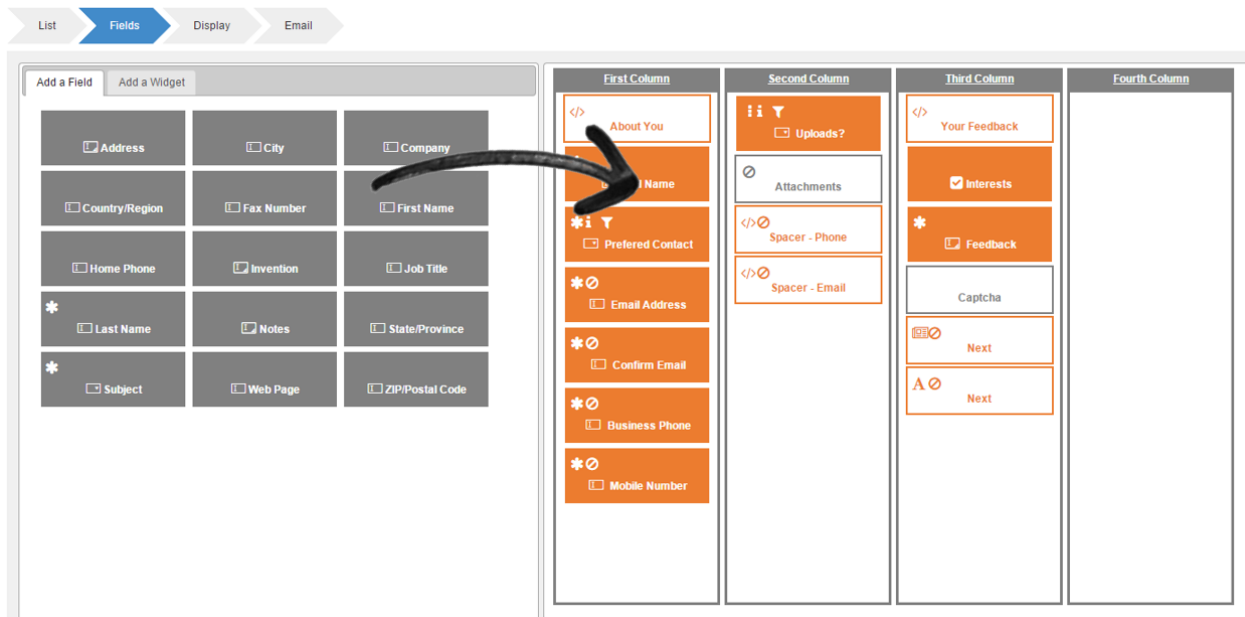 List
Fields
Display
Email
Add a Field
Add a Widget
Address
City
Company
Country/Region
Fax Number
First Name
Home Phone
Invention
Job Title
Last Name
Notes
State/Province
Subject
Web Page
ZIP/Postal Code
First Column
About You
Name
Prefered Contact
Email Address
Confirm Email
Business Phone
Mobile Number
Second Column
Uploads?
Attachments
Spacer - Phone
Spacer - Email
Third Column
Your Feedback
Interests
Feedback
Captcha
Next
A
Next
Fourth Column